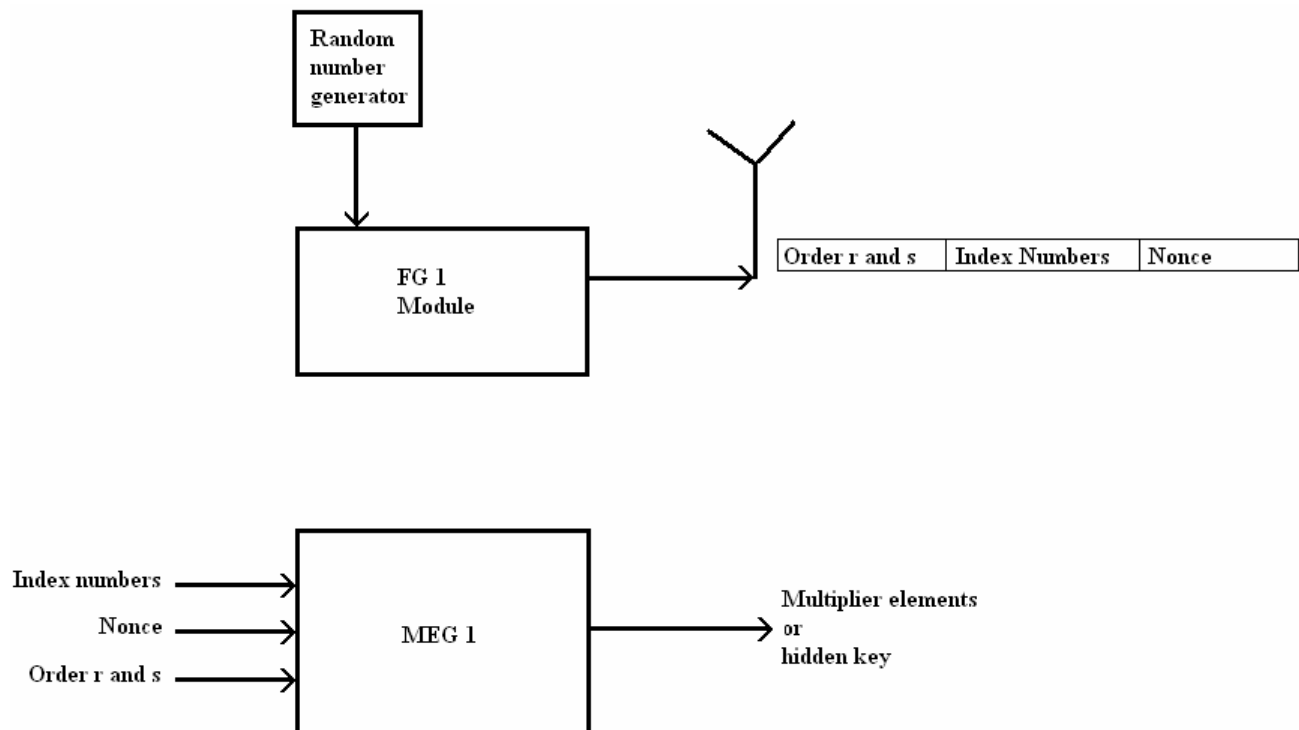 Random
number
generator
FG 1
Module
Order r and s Index Numbers Nonce
Index numbers
Nonce
Order r and s
MEG 1
Multiplier elements
or
hidden key